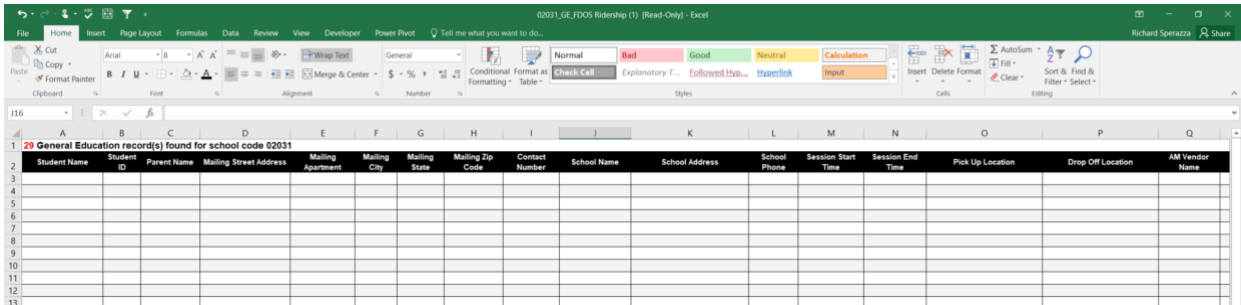 02031_GE_FDOS Ridership (1) [Read-Only] - Excel
File Home Insert Page Layout Formulas Data Review View Developer Power Pivot Tell me what you want to do... Richard Sperazza Share
Cut Copy Format Painter Paste Clipboard
Arial 8 B I U A Font
Wrap Text Merge & Center Alignment
General $ % , Number
Conditional Formatting Format as Table
Normal Bad Good Neutral Calculation
Check Cell Explanatory T... Followed Hyp... Hyperlink Input
Styles
Insert Delete Format Cells
AutoSum Fill Clear Sort & Filter Find & Select Editing
J16 fx
A B C D E F G H I J K L M N O P Q
1 29 General Education record(s) found for school code 02031
2 Student Name Student ID Parent Name Mailing Street Address Mailing Apartment Mailing City Mailing State Mailing Zip Code Contact Number School Name School Address School Phone Session Start Time Session End Time Pick Up Location Drop Off Location AM Vendor Name
3
4
5
6
7
8
9
10
11
12
13